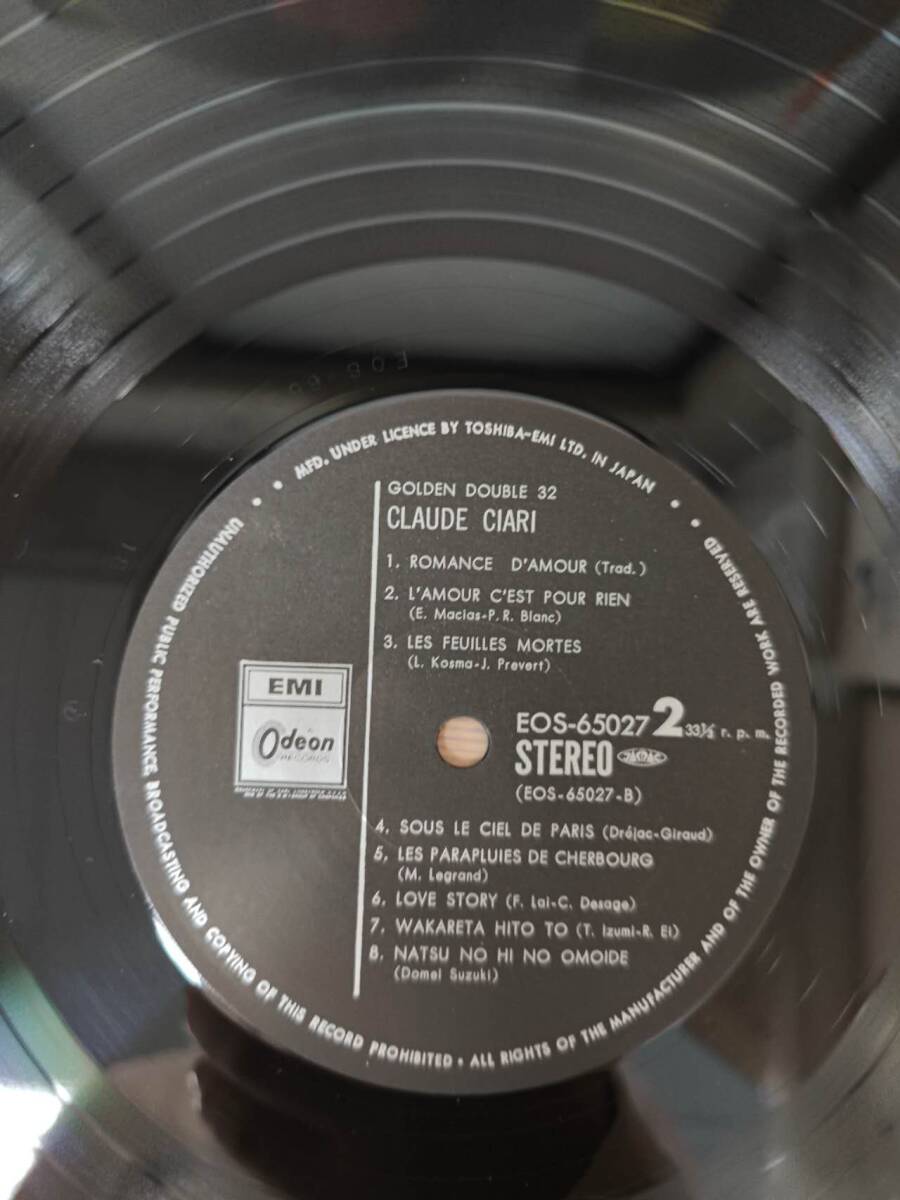 MFD. UNDER LICENCE BY TOSHIBA-EMI LTD. IN JAPAN
GOLDEN DOUBLE 32
CLAUDE CIARI
1. ROMANCE D'AMOUR (Trad.)
2. L'AMOUR C'EST POUR RIEN
(E. Macias-P. R. Blanc)
3. LES FEUILLES MORTES
(L. Kosma-J. Prevert)
EMI
Odeon
RECORDS
EOS-65027 2 33⅓ r. p. m.
STEREO JASRAC
(EOS-65027-B)
4. SOUS LE CIEL DE PARIS (Dréjac-Giraud)
5. LES PARAPLUIES DE CHERBOURG
(M. Legrand)
6. LOVE STORY (F. Lai-C. Desage)
7. WAKARETA HITO TO (T. Izumi-R. Ei)
8. NATSU NO HI NO OMOIDE
(Domei Suzuki)
UNAUTHORIZED PUBLIC PERFORMANCE, BROADCASTING AND COPYING OF THIS RECORD PROHIBITED • ALL RIGHTS OF THE MANUFACTURER AND OF THE OWNER OF THE RECORDED WORK ARE RESERVED